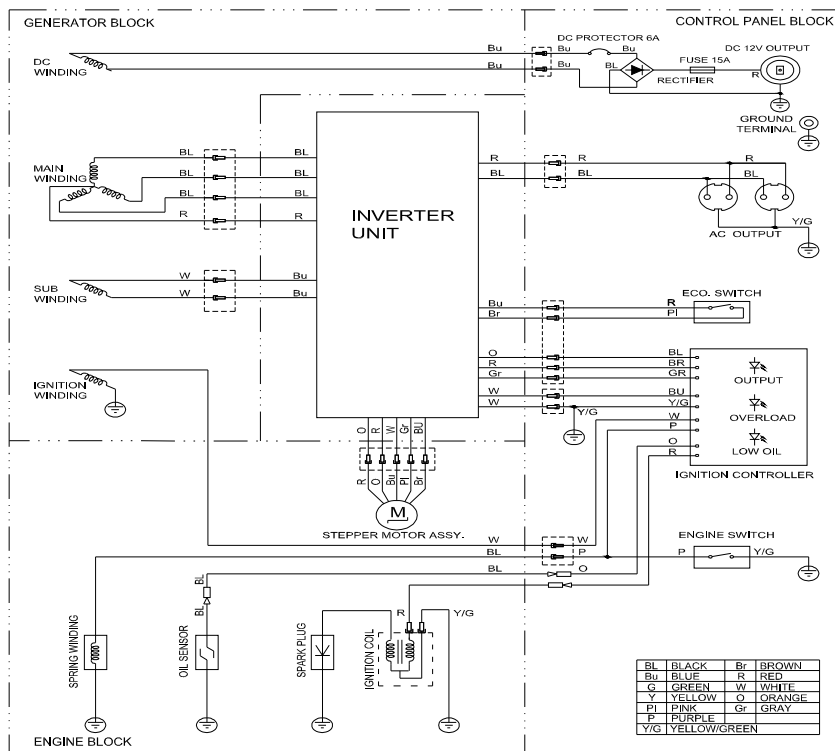 GENERATOR BLOCK
CONTROL PANEL BLOCK
DC WINDING
Bu
Bu
Bu
Bu
DC PROTECTOR 6A
Bu
BL
FUSE 15A
RECTIFIER
DC 12V OUTPUT
R
GROUND TERMINAL
MAIN WINDING
BL
BL
BL
R
BL
BL
BL
R
INVERTER UNIT
R
BL
R
BL
R
BL
Y/G
AC OUTPUT
SUB WINDING
W
W
Bu
Bu
Bu
Br
R
PI
ECO. SWITCH
IGNITION WINDING
O
R
Gr
W
W
Y/G
BL
BR
GR
BU
Y/G
W
P
O
R
OUTPUT
OVERLOAD
LOW OIL
IGNITION CONTROLLER
O
R
W
Gr
BU
R
O
Bu
PI
Br
M
STEPPER MOTOR ASSY.
W
BL
BL
W
P
O
ENGINE SWITCH
P
Y/G
BL
BL
R
Y/G
SPRING WINDING
OIL SENSOR
SPARK PLUG
IGNITION COIL
ENGINE BLOCK
BL BLACK Br BROWN
Bu BLUE R RED
G GREEN W WHITE
Y YELLOW O ORANGE
PI PINK Gr GRAY
P PURPLE
Y/G YELLOW/GREEN